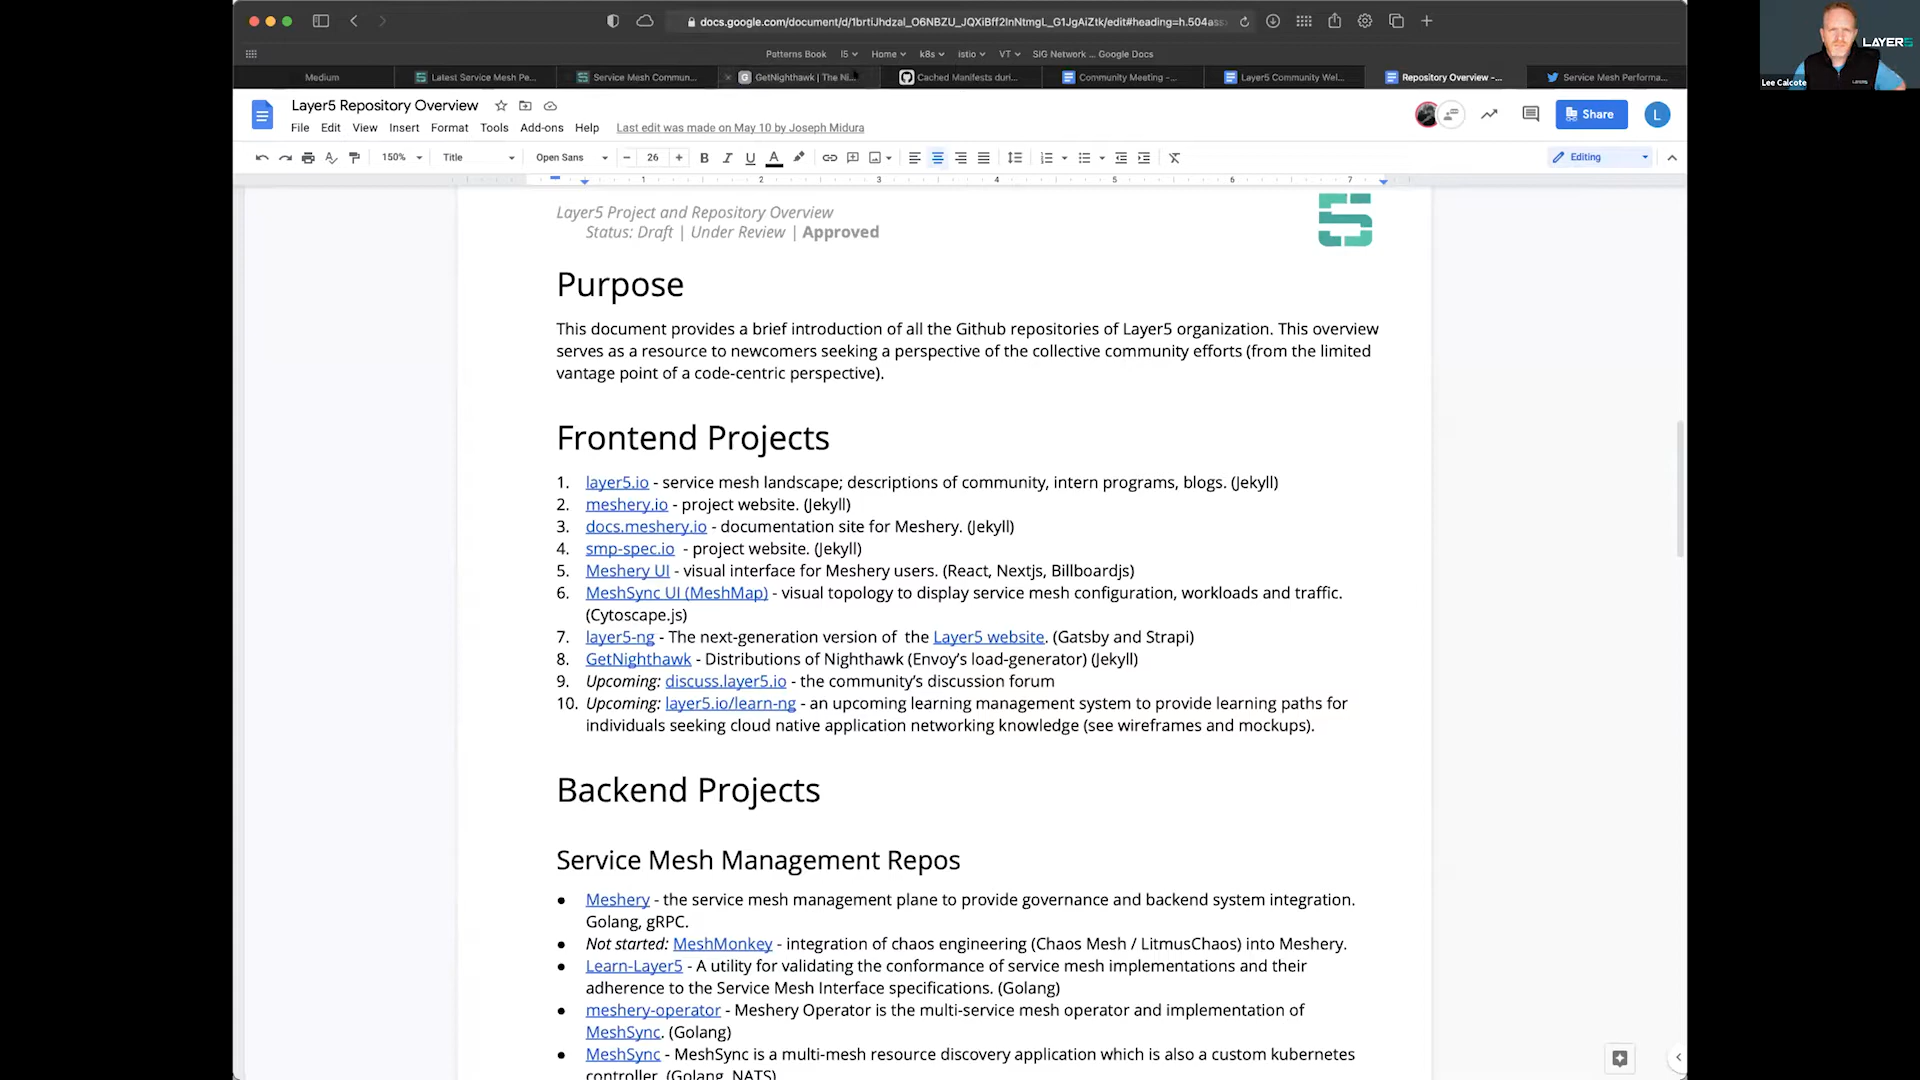 docs.google.com/document/d/1brtiJhdzal_O6NBZU_JQXiBff2lnNtmgL_G1JgAiZtk/edit#heading=h.504ass
Patterns Book l5 Home k8s istio VT SIG Network ... Google Docs
Medium Latest Service Mesh Pe... Service Mesh Commun... GetNighthawk | The Ni... Cached Manifests duri... Community Meeting -... Layer5 Community Wel... Repository Overview -... Service Mesh Performa...
LAYER5
Lee Calcote
Layer5 Repository Overview
File Edit View Insert Format Tools Add-ons Help Last edit was made on May 10 by Joseph Midura
Share
L
150% Title Open Sans 26 B I U A Editing
1 2 3 4 5 6 7
Layer5 Project and Repository Overview
Status: Draft | Under Review | Approved
Purpose
This document provides a brief introduction of all the Github repositories of Layer5 organization. This overview
serves as a resource to newcomers seeking a perspective of the collective community efforts (from the limited
vantage point of a code-centric perspective).
Frontend Projects
1. layer5.io - service mesh landscape; descriptions of community, intern programs, blogs. (Jekyll)
2. meshery.io - project website. (Jekyll)
3. docs.meshery.io - documentation site for Meshery. (Jekyll)
4. smp-spec.io - project website. (Jekyll)
5. Meshery UI - visual interface for Meshery users. (React, Nextjs, Billboardjs)
6. MeshSync UI (MeshMap) - visual topology to display service mesh configuration, workloads and traffic.
(Cytoscape.js)
7. layer5-ng - The next-generation version of the Layer5 website. (Gatsby and Strapi)
8. GetNighthawk - Distributions of Nighthawk (Envoy's load-generator) (Jekyll)
9. Upcoming: discuss.layer5.io - the community's discussion forum
10. Upcoming: layer5.io/learn-ng - an upcoming learning management system to provide learning paths for
individuals seeking cloud native application networking knowledge (see wireframes and mockups).
Backend Projects
Service Mesh Management Repos
● Meshery - the service mesh management plane to provide governance and backend system integration.
Golang, gRPC.
● Not started: MeshMonkey - integration of chaos engineering (Chaos Mesh / LitmusChaos) into Meshery.
● Learn-Layer5 - A utility for validating the conformance of service mesh implementations and their
adherence to the Service Mesh Interface specifications. (Golang)
● meshery-operator - Meshery Operator is the multi-service mesh operator and implementation of
MeshSync. (Golang)
● MeshSync - MeshSync is a multi-mesh resource discovery application which is also a custom kubernetes
controller. (Golang, NATS)